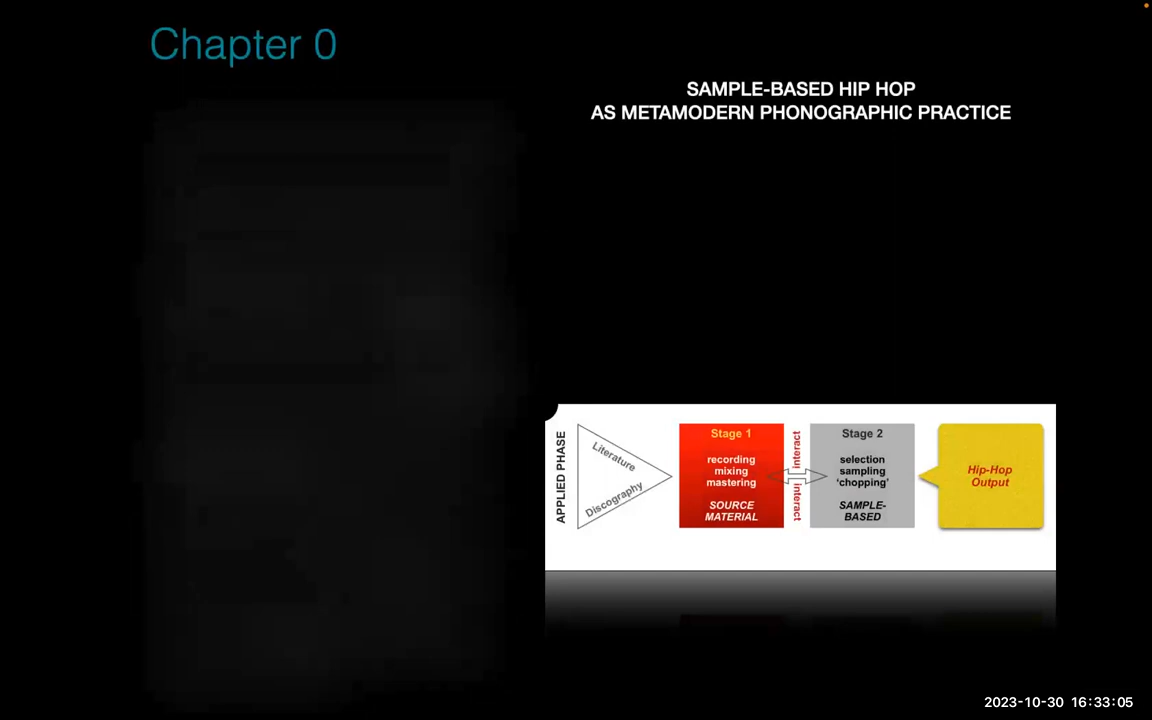 Chapter 0
SAMPLE-BASED HIP HOP
AS METAMODERN PHONOGRAPHIC PRACTICE
APPLIED PHASE
Literature
Discography
Stage 1
recording
mixing
mastering
SOURCE
MATERIAL
interact
interact
Stage 2
selection
sampling
‘chopping’
SAMPLE-
BASED
Hip-Hop
Output
2023-10-30 16:33:05